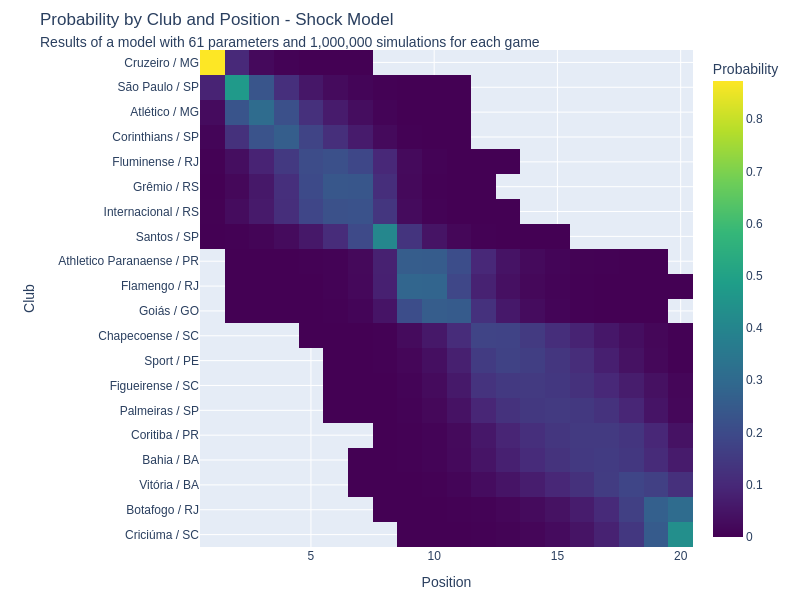 Probability by Club and Position - Shock Model
Results of a model with 61 parameters and 1,000,000 simulations for each game
Probability
Cruzeiro / MG
São Paulo / SP
Atlético / MG
Corinthians / SP
Fluminense / RJ
Grêmio / RS
Internacional / RS
Santos / SP
Athletico Paranaense / PR
Flamengo / RJ
Goiás / GO
Chapecoense / SC
Sport / PE
Figueirense / SC
Palmeiras / SP
Coritiba / PR
Bahia / BA
Vitória / BA
Botafogo / RJ
Criciúma / SC
Club
5
10
15
20
Position
0.8
0.7
0.6
0.5
0.4
0.3
0.2
0.1
0